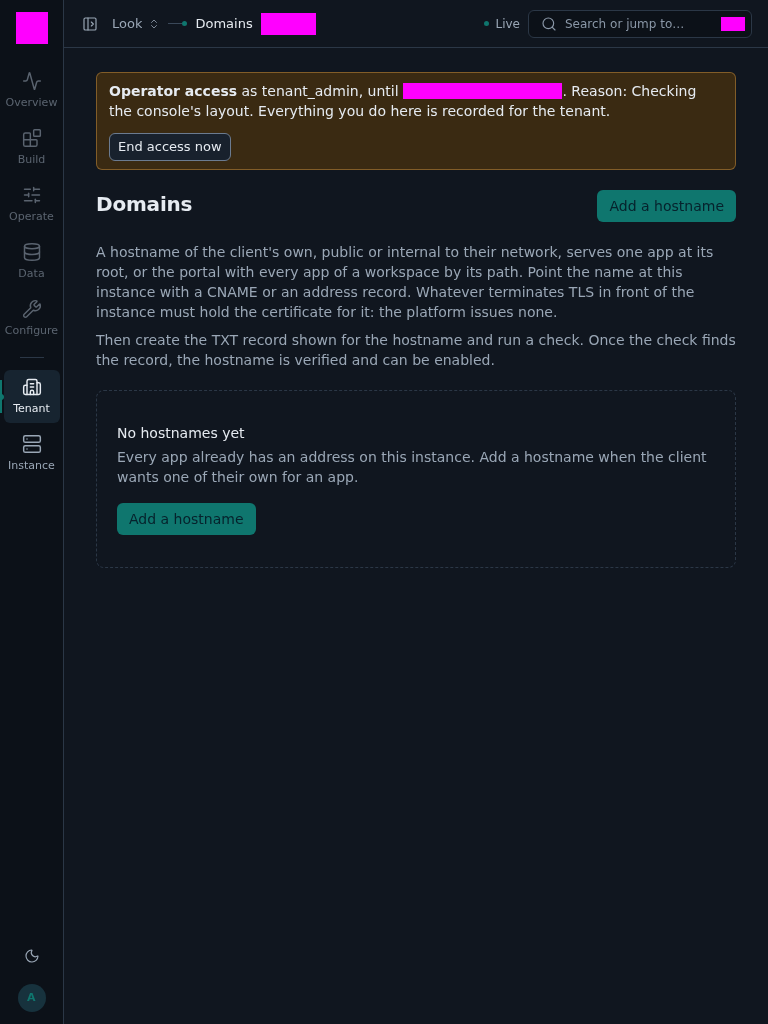 Look
Domains
Live
Search or jump to…
Overview
Build
Operate
Data
Configure
Tenant
Instance
A
Operator access as tenant_admin, until . Reason: Checking
the console's layout. Everything you do here is recorded for the tenant.
End access now
Domains
Add a hostname
A hostname of the client's own, public or internal to their network, serves one app at its
root, or the portal with every app of a workspace by its path. Point the name at this
instance with a CNAME or an address record. Whatever terminates TLS in front of the
instance must hold the certificate for it: the platform issues none.
Then create the TXT record shown for the hostname and run a check. Once the check finds
the record, the hostname is verified and can be enabled.
No hostnames yet
Every app already has an address on this instance. Add a hostname when the client
wants one of their own for an app.
Add a hostname